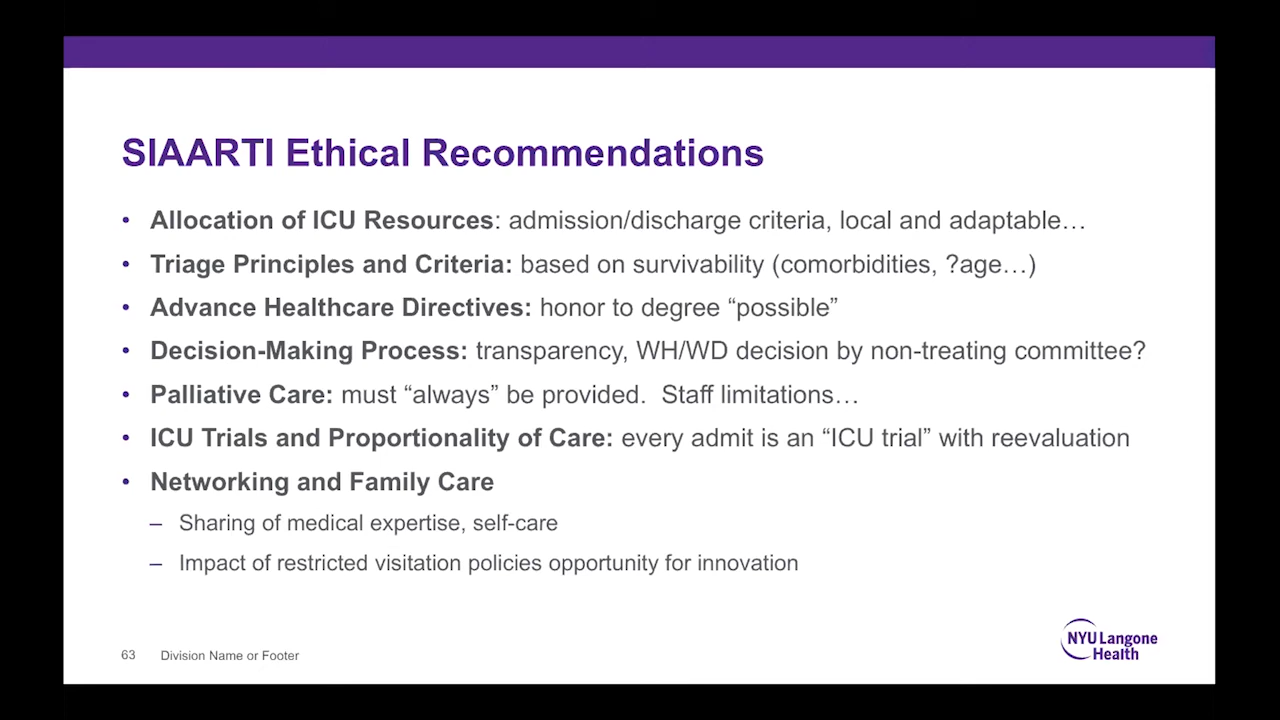 SIAARTI Ethical Recommendations
• Allocation of ICU Resources: admission/discharge criteria, local and adaptable…
• Triage Principles and Criteria: based on survivability (comorbidities, ?age…)
• Advance Healthcare Directives: honor to degree “possible”
• Decision-Making Process: transparency, WH/WD decision by non-treating committee?
• Palliative Care: must “always” be provided.  Staff limitations…
• ICU Trials and Proportionality of Care: every admit is an “ICU trial” with reevaluation
• Networking and Family Care
– Sharing of medical expertise, self-care
– Impact of restricted visitation policies opportunity for innovation
63 Division Name or Footer
NYU Langone
Health